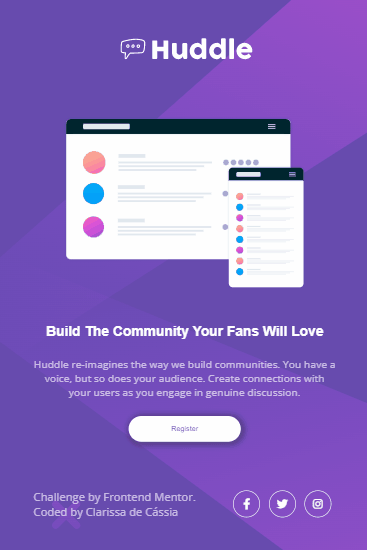 Huddle
Build The Community Your Fans Will Love
Huddle re-imagines the way we build communities. You have a
voice, but so does your audience. Create connections with
your users as you engage in genuine discussion.
Register
Challenge by Frontend Mentor.
Coded by Clarissa de Cássia